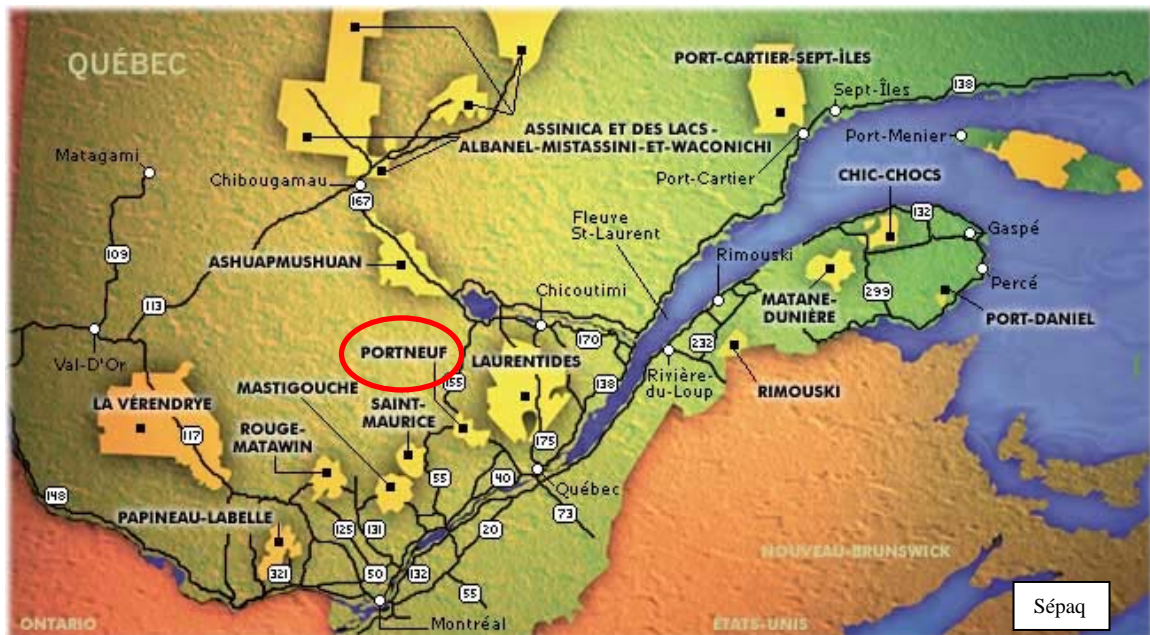 QUÉBEC
PORT-CARTIER-SEPT-ÎLES
Sept-Îles
138
ASSINICA ET DES LACS -
ALBANEL-MISTASSINI-ET-WACONICHI
Port-Menier
Matagami
Chibougamau
Port-Cartier
CHIC-CHOCS
167
Fleuve
St-Laurent
132
Gaspé
109
ASHUAPMUSHUAN
Rimouski
Percé
113
Chicoutimi
MATANE-
DUNIÈRE
299
PORT-DANIEL
Val-D'Or
PORTNEUF
170
232
LAURENTIDES
155
138
Rivière-
du-Loup
RIMOUSKI
MASTIGOUCHE
LA VÉRENDRYE
SAINT-
MAURICE
117
ROUGE-
MATAWIN
175
55
40
Québec
148
73
PAPINEAU-LABELLE
125
131
20
NOUVEAU-BRUNSWICK
321
50
132
55
Sépaq
ONTARIO
Montréal
ÉTATS-UNIS